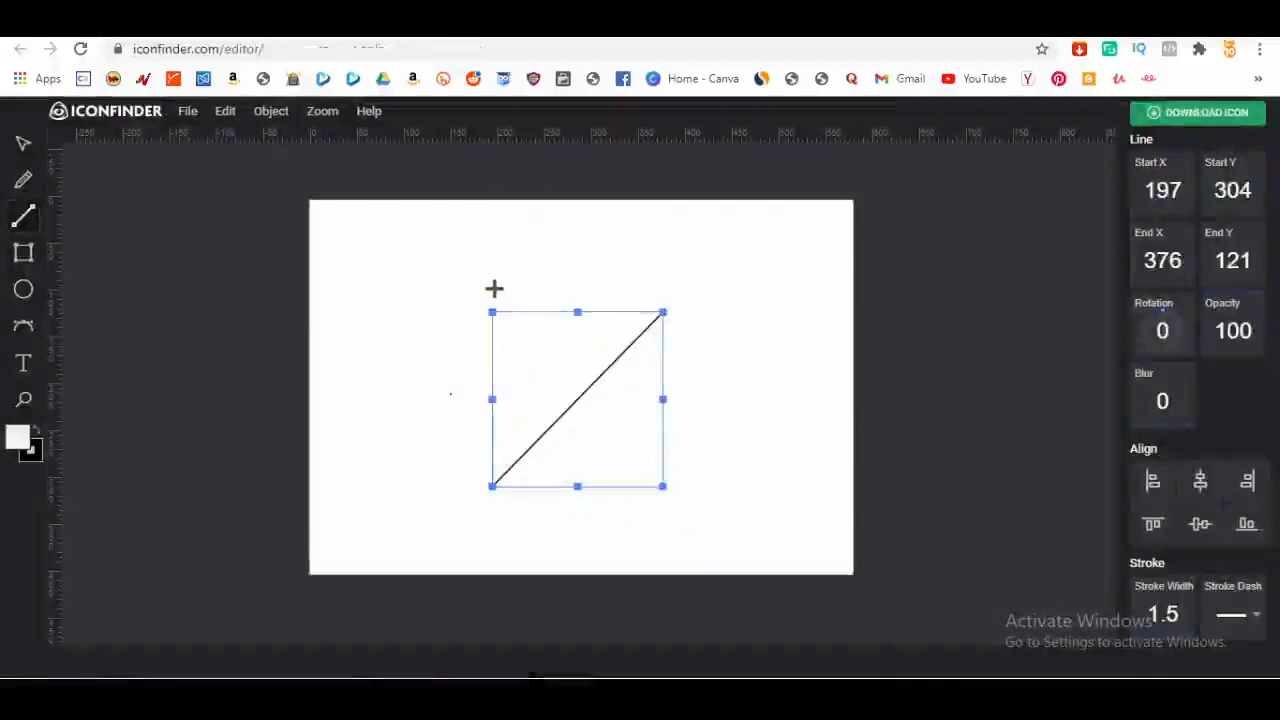 iconfinder.com/editor/
Apps Home - Canva Gmail YouTube
ICONFINDER File Edit Object Zoom Help DOWNLOAD ICON
Line
Start X Start Y
197 304
End X End Y
376 121
Rotation Opacity
0 100
Blur
0
Align
Stroke
Stroke Width Stroke Dash
1.5
Activate Windows
Go to Settings to activate Windows.